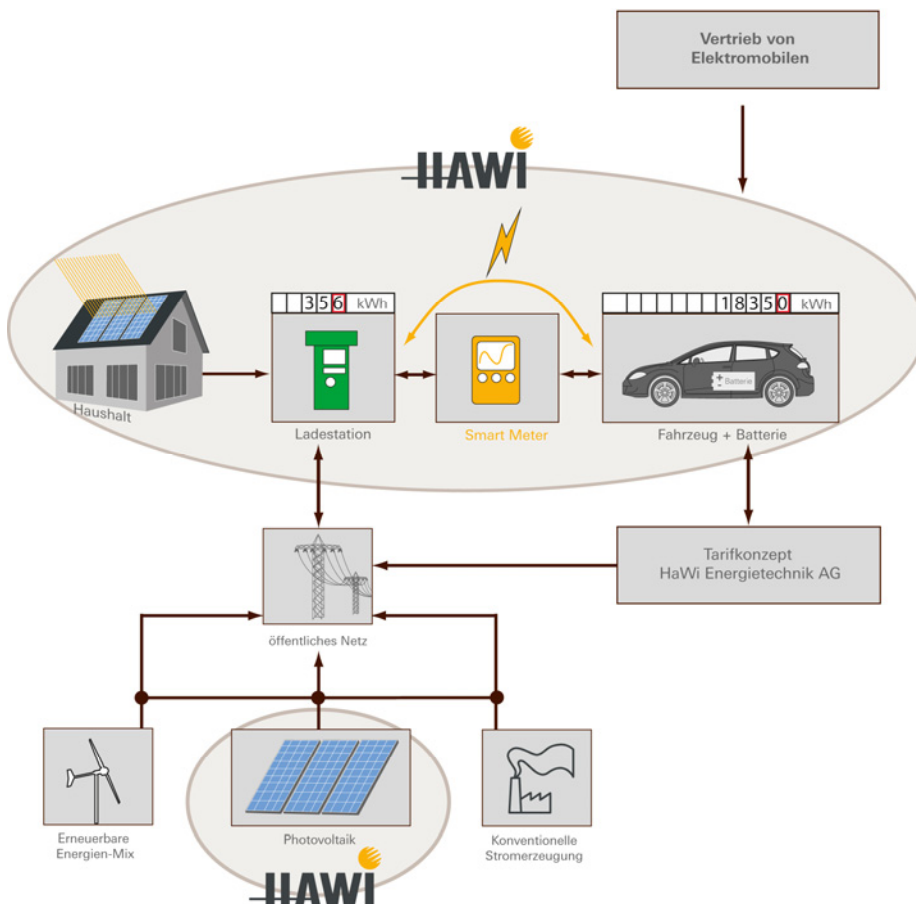 Vertrieb von
Elektromobilen
HAWI
356 kWh
18350 kWh
+
-
Batterie
Haushalt
Ladestation
Smart Meter
Fahrzeug + Batterie
Tarifkonzept
HaWi Energietechnik AG
öffentliches Netz
Erneuerbare
Energien-Mix
Photovoltaik
Konventionelle
Stromerzeugung
HAWI